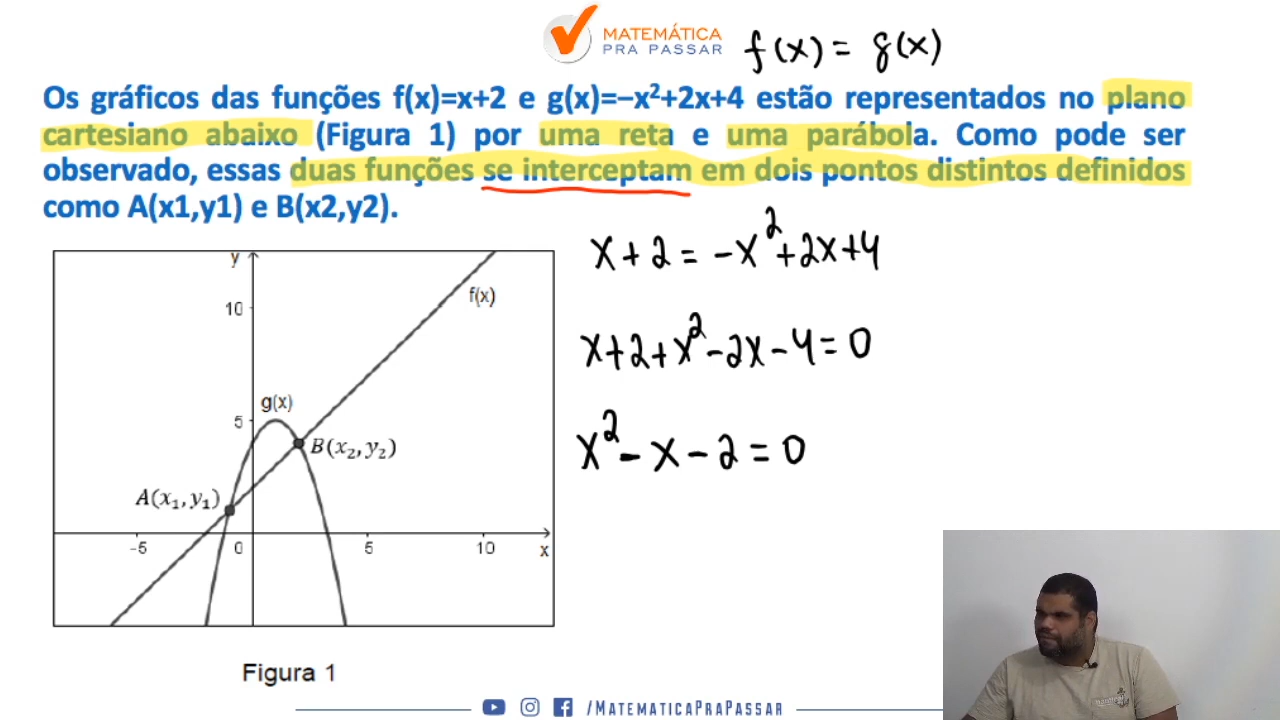 MATEMÁTICA
PRA PASSAR
f(x) = g(x)
Os gráficos das funções f(x)=x+2 e g(x)=–x²+2x+4 estão representados no plano
cartesiano abaixo (Figura 1) por uma reta e uma parábola. Como pode ser
observado, essas duas funções se interceptam em dois pontos distintos definidos
como A(x1,y1) e B(x2,y2).
x+2 = -x²+2x+4
x+2+x²-2x-4=0
x²-x-2=0
y
f(x)
10
g(x)
5
B(x₂,y₂)
A(x₁,y₁)
-5 0 5 10 x
Figura 1
/MatematicaPraPassar